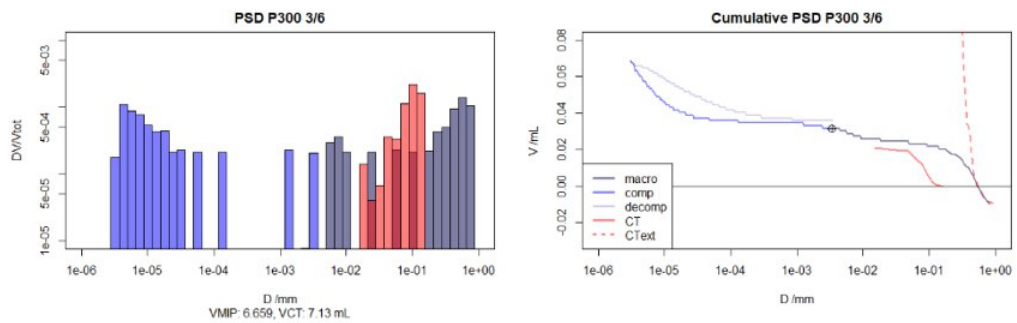 PSD P300 3/6
DV/Vtot
5e-03
5e-04
5e-05
1e-05
1e-06
1e-05
1e-04
1e-03
1e-02
1e-01
1e+00
D /mm
VMIP: 6.659, VCT: 7.13 mL
Cumulative PSD P300 3/6
V /mL
0.08
0.06
0.04
0.02
0.00
-0.02
macro
comp
decomp
CT
CText
1e-06
1e-05
1e-04
1e-03
1e-02
1e-01
1e+00
D /mm